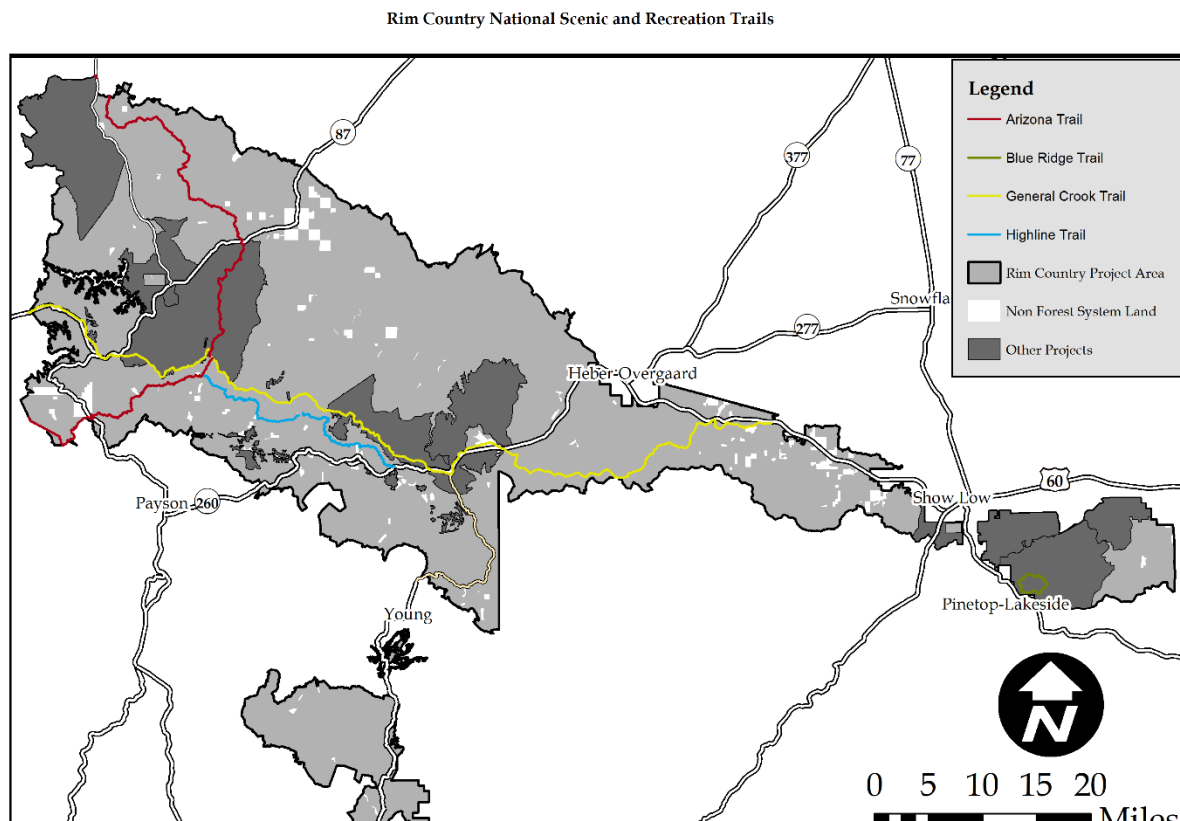 Rim Country National Scenic and Recreation Trails
Legend
Arizona Trail
Blue Ridge Trail
General Crook Trail
Highline Trail
Rim Country Project Area
Non Forest System Land
Other Projects
87
377
77
Snowfla
277
Heber-Overgaard
60
Show Low
Payson
260
Pinetop-Lakeside
Young
N
0 5 10 15 20
Miles